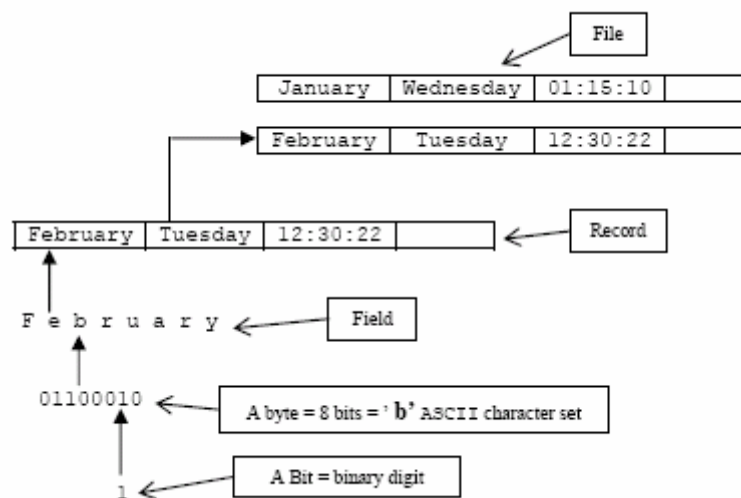 File
January Wednesday 01:15:10
February Tuesday 12:30:22
February Tuesday 12:30:22
Record
F e b r u a r y
Field
01100010
A byte = 8 bits = ' b’ ASCII character set
1
A Bit = binary digit